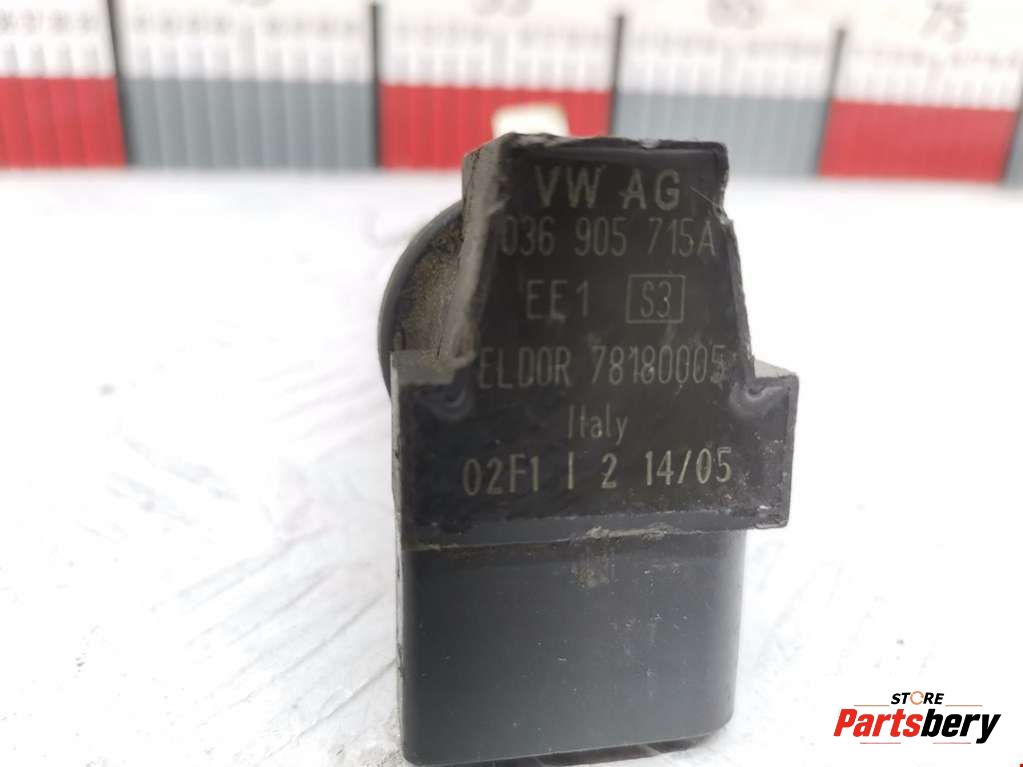 VW AG
036 905 715A
EE1 S3
ELDOR 78180005
Italy
02F1 I 2 14/05
STORE
Partsbery